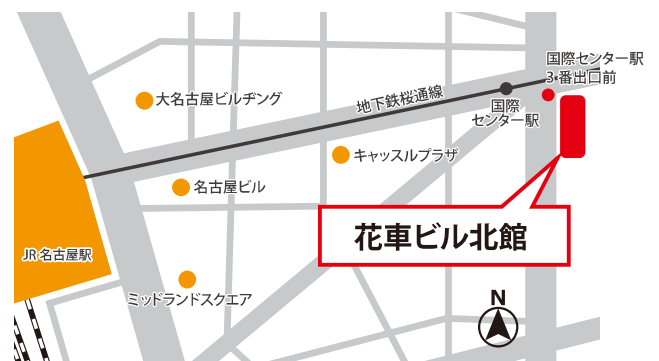 国際センター駅
3番出口前
大名古屋ビルヂング
地下鉄桜通線
国際
センター駅
キャッスルプラザ
名古屋ビル
花車ビル北館
JR名古屋駅
ミッドランドスクエア
N